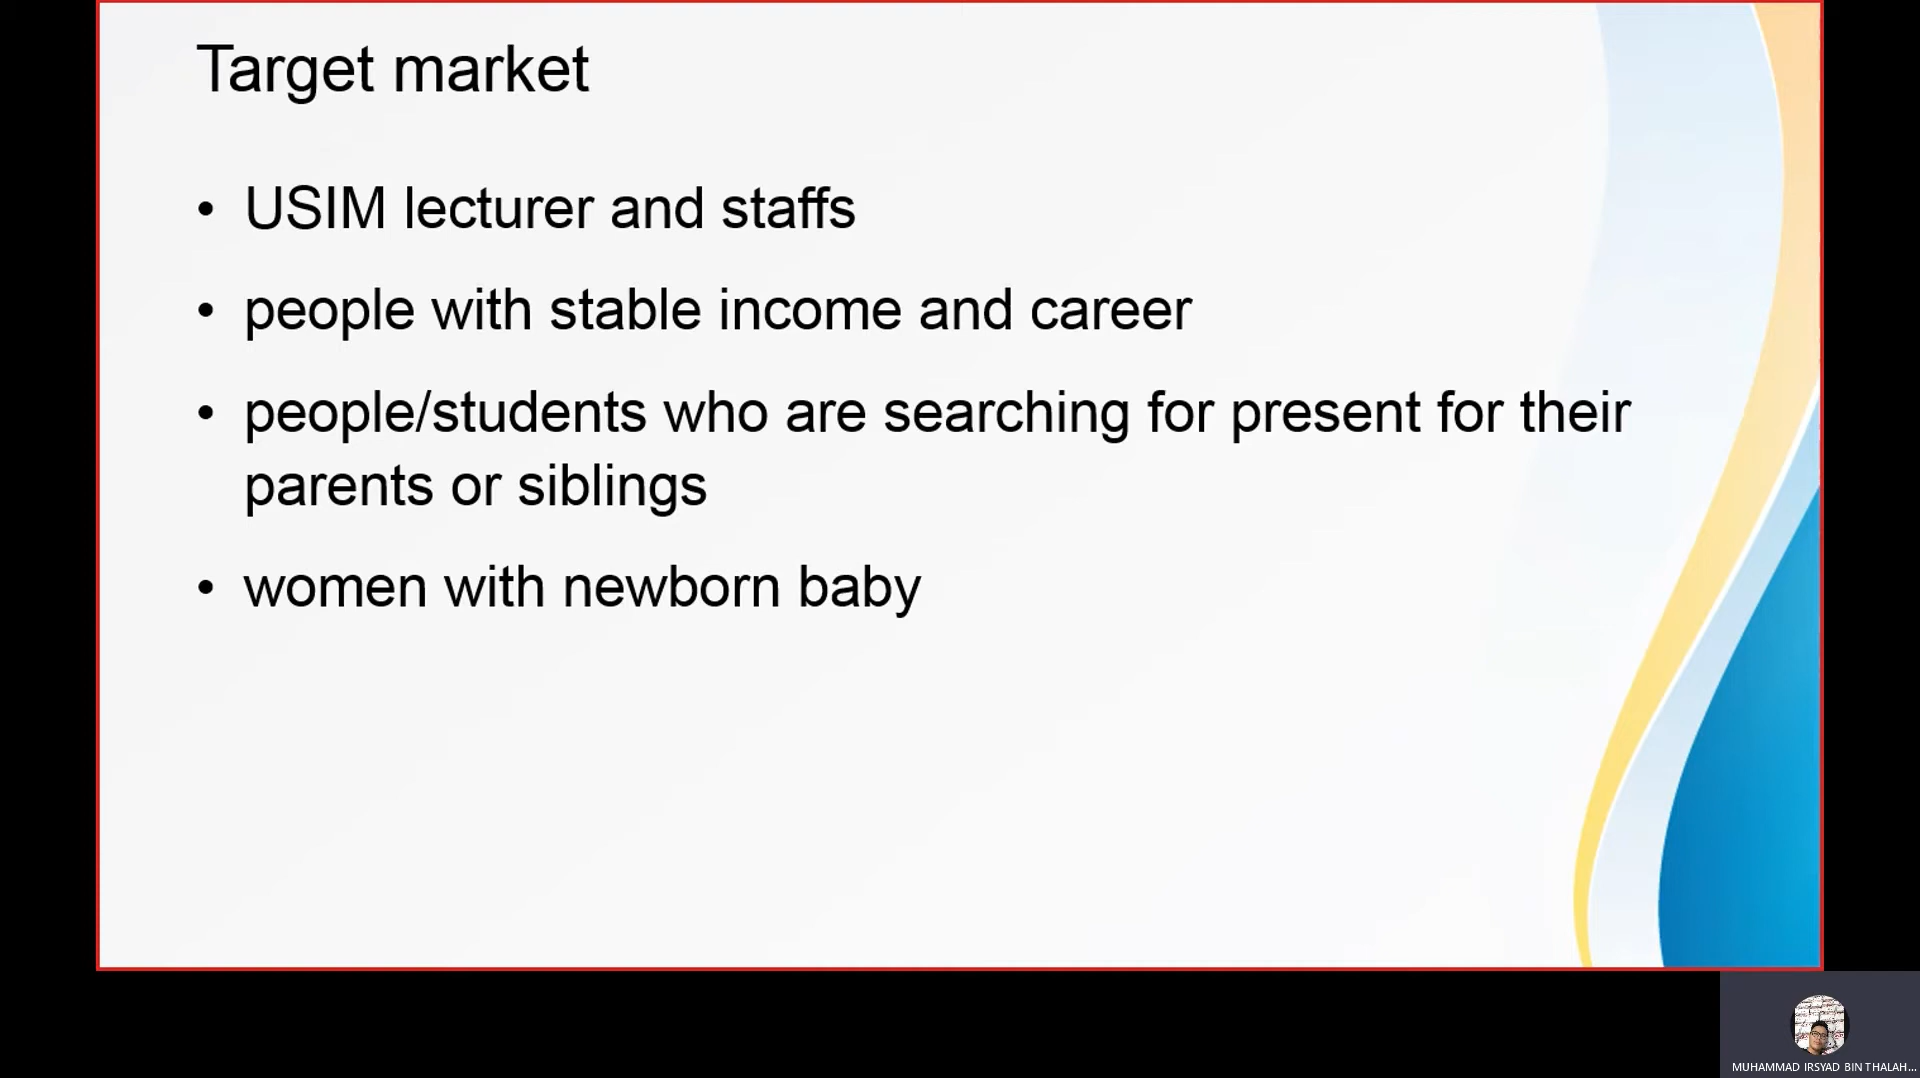 Target market
• USIM lecturer and staffs
• people with stable income and career
• people/students who are searching for present for their
parents or siblings
• women with newborn baby
MUHAMMAD IRSYAD BIN THALAH...